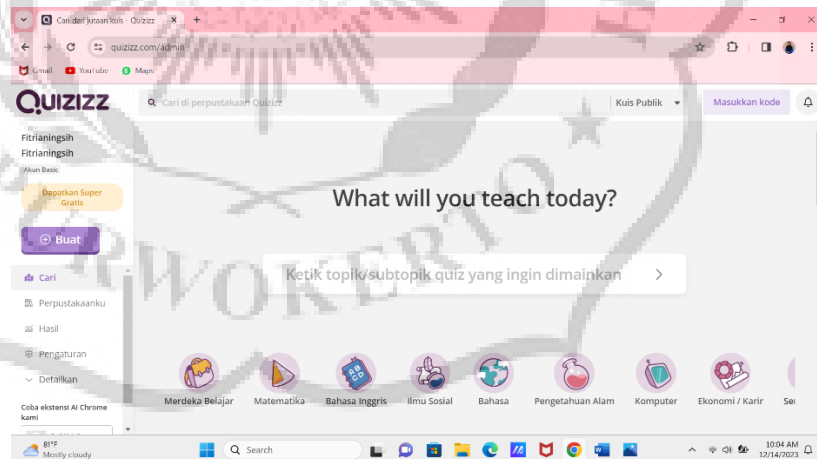 Cari dari jutaan kuis - Quizizz
quizizz.com/admin
Gmail YouTube Maps
QUIZIZZ
Cari di perpustakaan Quizizz
Kuis Publik
Masukkan kode
Fitrianingsih
Fitrianingsih
Akun Basic
Dapatkan Super
Gratis
Buat
Cari
Perpustakaanku
Hasil
Pengaturan
Detailkan
Coba ekstensi AI Chrome
kami
What will you teach today?
Ketik topik/subtopik quiz yang ingin dimainkan
Merdeka Belajar Matematika Bahasa Inggris Ilmu Sosial Bahasa Pengetahuan Alam Komputer Ekonomi / Karir
RWOKERTO
81°F
Mostly cloudy
Search
10:04 AM
12/14/2023